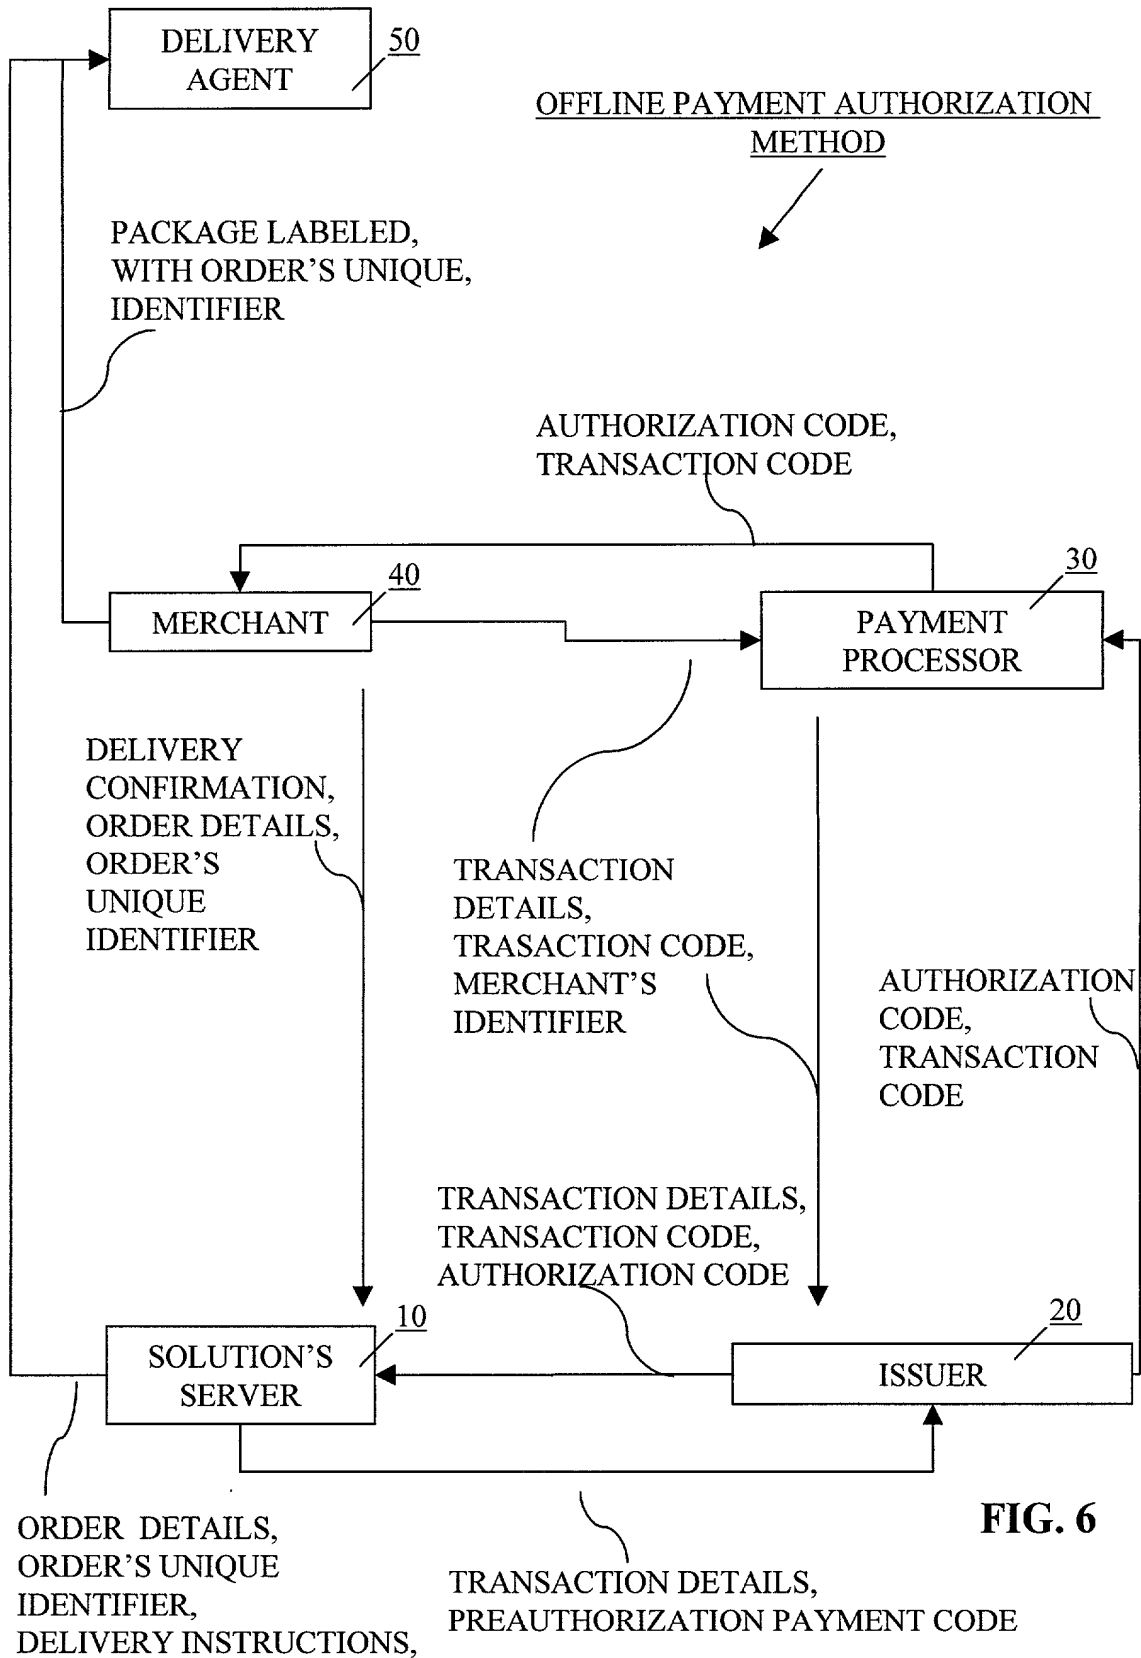 DELIVERY
AGENT
50
OFFLINE PAYMENT AUTHORIZATION
METHOD
PACKAGE LABELED,
WITH ORDER'S UNIQUE,
IDENTIFIER
AUTHORIZATION CODE,
TRANSACTION CODE
MERCHANT
40
PAYMENT
PROCESSOR
30
DELIVERY
CONFIRMATION,
ORDER DETAILS,
ORDER'S
UNIQUE
IDENTIFIER
TRANSACTION
DETAILS,
TRASACTION CODE,
MERCHANT'S
IDENTIFIER
AUTHORIZATION
CODE,
TRANSACTION
CODE
TRANSACTION DETAILS,
TRANSACTION CODE,
AUTHORIZATION CODE
SOLUTION'S
SERVER
10
ISSUER
20
ORDER DETAILS,
ORDER'S UNIQUE
IDENTIFIER,
DELIVERY INSTRUCTIONS,
TRANSACTION DETAILS,
PREAUTHORIZATION PAYMENT CODE
FIG. 6